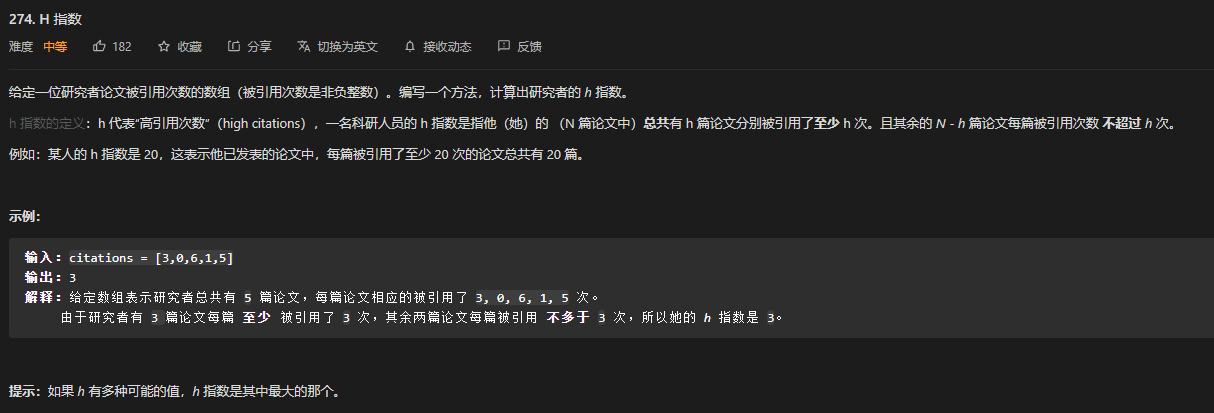 274. H 指数
难度 中等 182 收藏 分享 切换为英文 接收动态 反馈
给定一位研究者论文被引用次数的数组（被引用次数是非负整数）。编写一个方法，计算出研究者的 h 指数。
h 指数的定义：h 代表“高引用次数”（high citations），一名科研人员的 h 指数是指他（她）的 （N 篇论文中）总共有 h 篇论文分别被引用了至少 h 次。且其余的 N - h 篇论文每篇被引用次数 不超过 h 次。
例如：某人的 h 指数是 20，这表示他已发表的论文中，每篇被引用了至少 20 次的论文总共有 20 篇。
示例：
输入：citations = [3,0,6,1,5]
输出：3
解释：给定数组表示研究者总共有 5 篇论文，每篇论文相应的被引用了 3, 0, 6, 1, 5 次。
由于研究者有 3 篇论文每篇 至少 被引用了 3 次，其余两篇论文每篇被引用 不多于 3 次，所以她的 h 指数是 3。
提示：如果 h 有多种可能的值，h 指数是其中最大的那个。